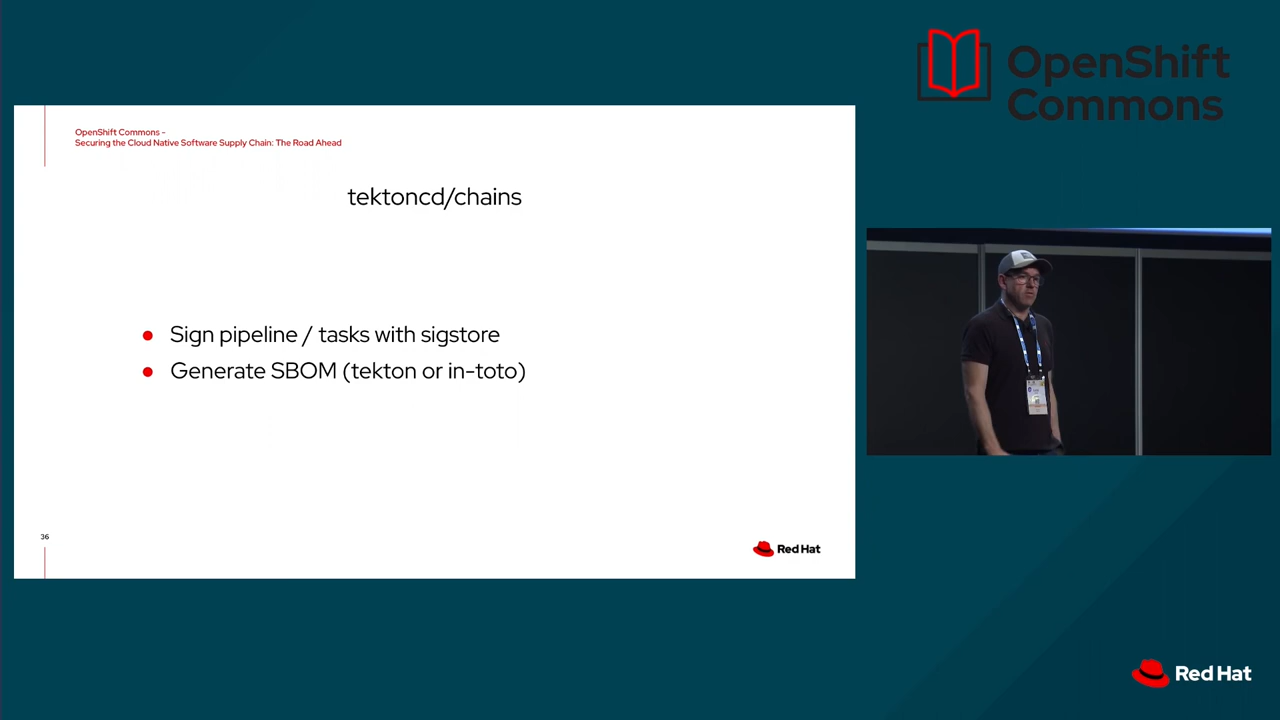 OpenShift
Commons
OpenShift Commons -
Securing the Cloud Native Software Supply Chain: The Road Ahead
tektoncd/chains
● Sign pipeline / tasks with sigstore
● Generate SBOM (tekton or in-toto)
36
Red Hat
Red Hat